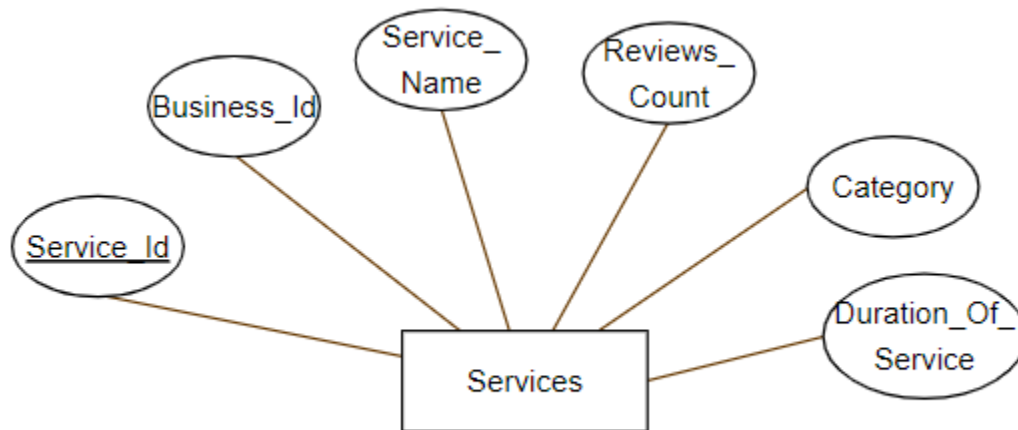 Service_
Name
Reviews_
Count
Business_Id
Category
Service_Id
Duration_Of_
Service
Services